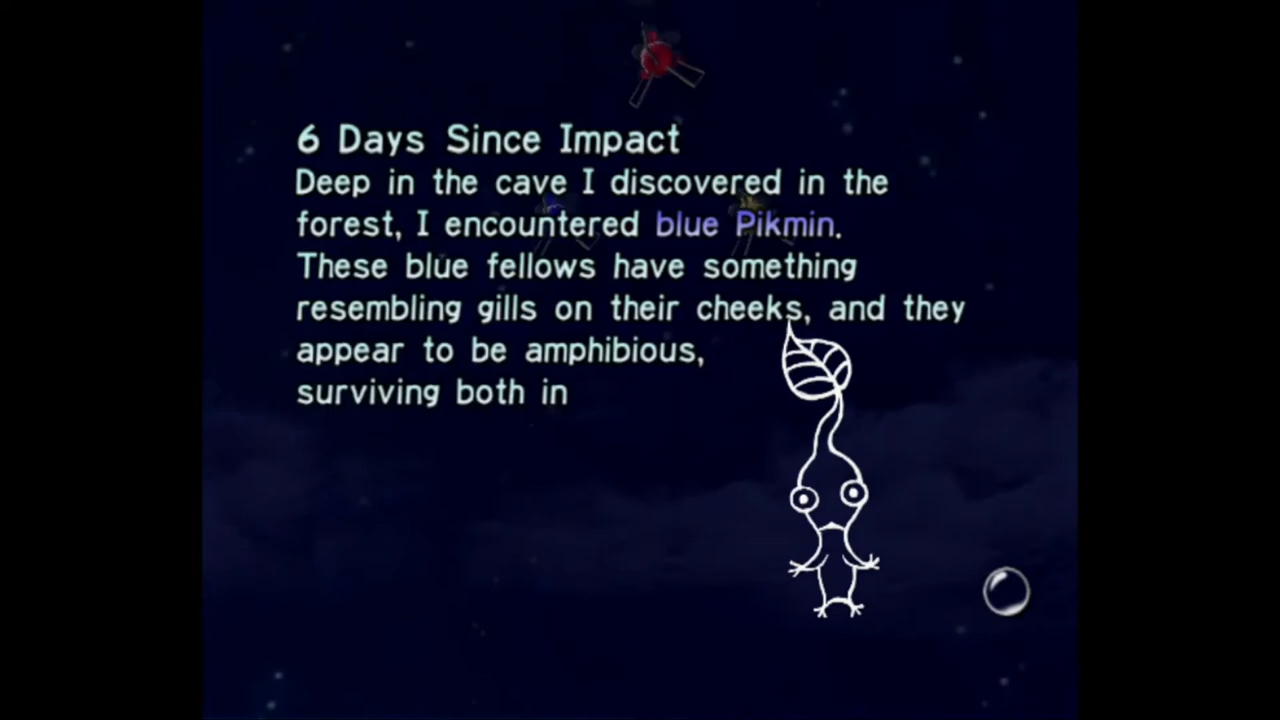 6 Days Since Impact
Deep in the cave I discovered in the
forest, I encountered blue Pikmin.
These blue fellows have something
resembling gills on their cheeks, and they
appear to be amphibious,
surviving both in